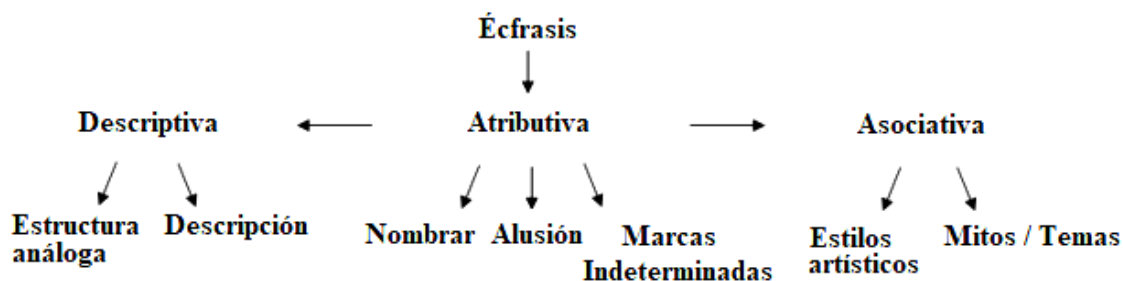 Écfrasis
Descriptiva
Atributiva
Asociativa
Estructura
análoga
Descripción
Nombrar
Alusión
Marcas
Indeterminadas
Estilos
artísticos
Mitos / Temas